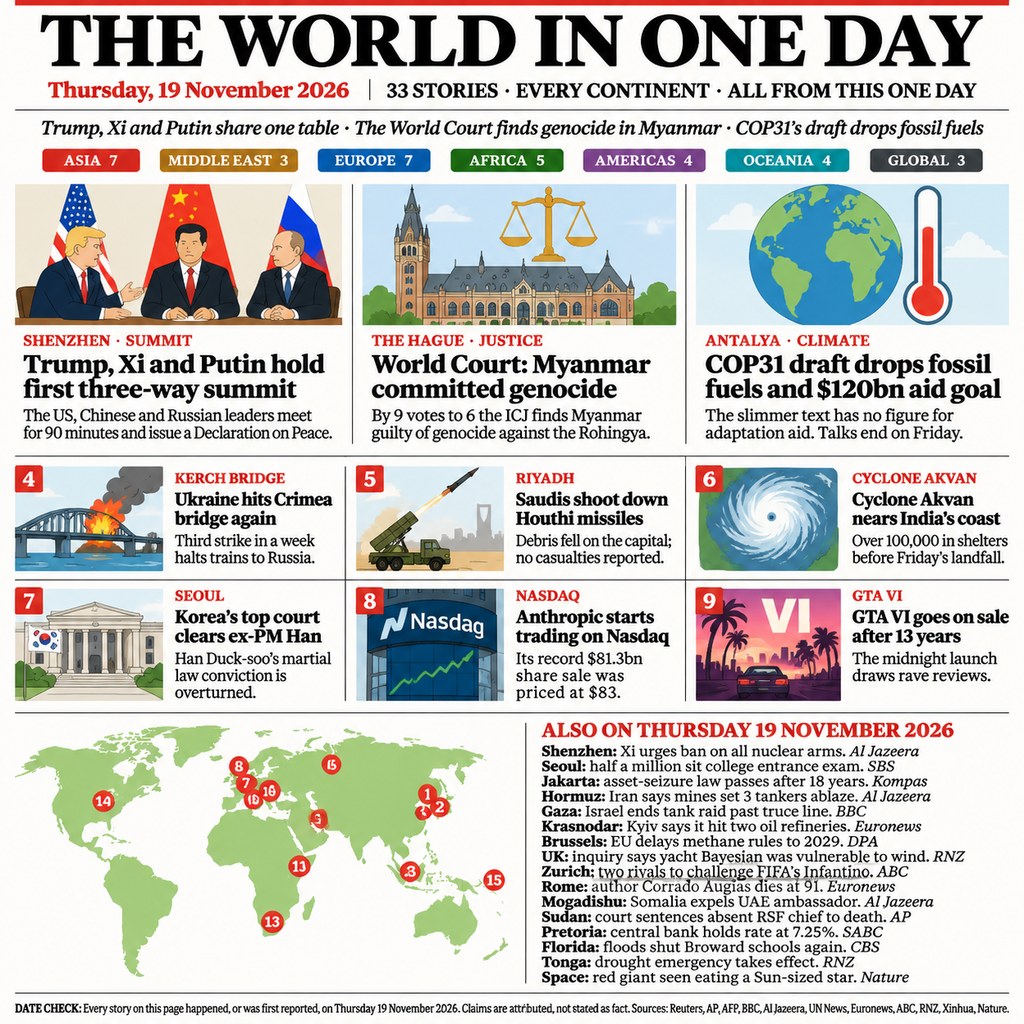 THE WORLD IN ONE DAY
Thursday, 19 November 2026 | 33 STORIES · EVERY CONTINENT · ALL FROM THIS ONE DAY
Trump, Xi and Putin share one table · The World Court finds genocide in Myanmar · COP31's draft drops fossil fuels
ASIA 7
MIDDLE EAST 3
EUROPE 7
AFRICA 5
AMERICAS 4
OCEANIA 4
GLOBAL 3
SHENZHEN · SUMMIT
Trump, Xi and Putin hold
first three-way summit
The US, Chinese and Russian leaders meet
for 90 minutes and issue a Declaration on Peace.
THE HAGUE · JUSTICE
World Court: Myanmar
committed genocide
By 9 votes to 6 the ICJ finds Myanmar
guilty of genocide against the Rohingya.
ANTALYA · CLIMATE
COP31 draft drops fossil
fuels and $120bn aid goal
The slimmer text has no figure for
adaptation aid. Talks end on Friday.
4
KERCH BRIDGE
Ukraine hits Crimea
bridge again
Third strike in a week
halts trains to Russia.
5
RIYADH
Saudis shoot down
Houthi missiles
Debris fell on the capital;
no casualties reported.
6
CYCLONE AKVAN
Cyclone Akvan
nears India's coast
Over 100,000 in shelters
before Friday's landfall.
7
SEOUL
Korea's top court
clears ex-PM Han
Han Duck-soo's martial
law conviction is
overturned.
8
Nasdaq
NASDAQ
Anthropic starts
trading on Nasdaq
Its record $81.3bn
share sale was
priced at $83.
9
VI
GTA VI
GTA VI goes on sale
after 13 years
The midnight launch
draws rave reviews.
8
7
14
1
2
13
15
13
ALSO ON THURSDAY 19 NOVEMBER 2026
Shenzhen: Xi urges ban on all nuclear arms. Al Jazeera
Seoul: half a million sit college entrance exam. SBS
Jakarta: asset-seizure law passes after 18 years. Kompas
Hormuz: Iran says mines set 3 tankers ablaze. Al Jazeera
Gaza: Israel ends tank raid past truce line. BBC
Krasnodar: Kyiv says it hit two oil refineries. Euronews
Brussels: EU delays methane rules to 2029. DPA
UK: inquiry says yacht Bayesian was vulnerable to wind. RNZ
Zurich: two rivals to challenge FIFA's Infantino. ABC
Rome: author Corrado Augias dies at 91. Euronews
Mogadishu: Somalia expels UAE ambassador. Al Jazeera
Sudan: court sentences absent RSF chief to death. AP
Pretoria: central bank holds rate at 7.25%. SABC
Florida: floods shut Broward schools again. CBS
Tonga: drought emergency takes effect. RNZ
Space: red giant seen eating a Sun-sized star. Nature
DATE CHECK: Every story on this page happened, or was first reported, on Thursday 19 November 2026. Claims are attributed, not stated as fact. Sources: Reuters, AP, AFP, BBC, Al Jazeera, UN News, Euronews, ABC, RNZ, Xinhua, Nature.